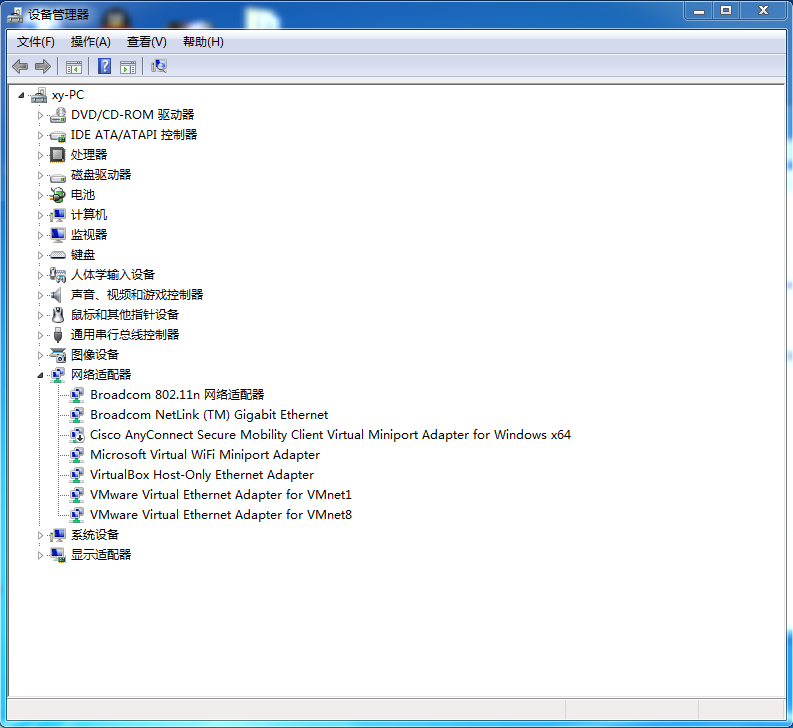 设备管理器
文件(F) 操作(A) 查看(V) 帮助(H)
xy-PC
DVD/CD-ROM 驱动器
IDE ATA/ATAPI 控制器
处理器
磁盘驱动器
电池
计算机
监视器
键盘
人体学输入设备
声音、视频和游戏控制器
鼠标和其他指针设备
通用串行总线控制器
图像设备
网络适配器
Broadcom 802.11n 网络适配器
Broadcom NetLink (TM) Gigabit Ethernet
Cisco AnyConnect Secure Mobility Client Virtual Miniport Adapter for Windows x64
Microsoft Virtual WiFi Miniport Adapter
VirtualBox Host-Only Ethernet Adapter
VMware Virtual Ethernet Adapter for VMnet1
VMware Virtual Ethernet Adapter for VMnet8
系统设备
显示适配器